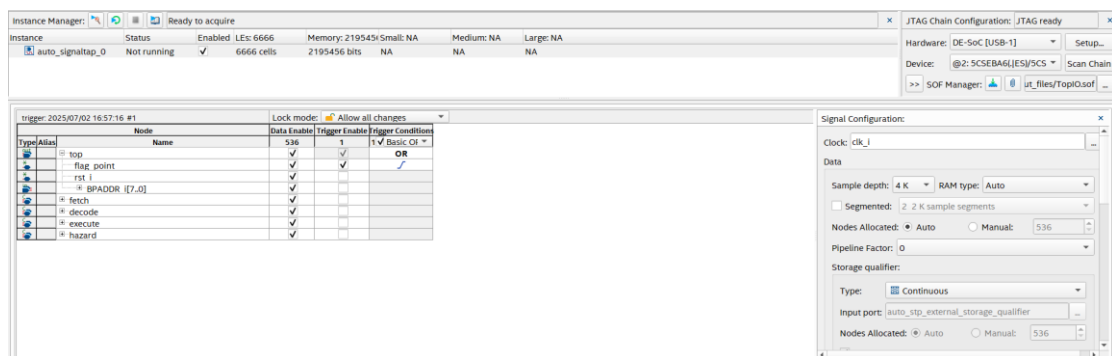 Instance Manager: Ready to acquire
Instance Status Enabled LEs: 6666 Memory: 219545 Small: NA Medium: NA Large: NA
auto_signaltap_0 Not running 6666 cells 2195456 bits NA NA NA
JTAG Chain Configuration: JTAG ready
Hardware: DE-SoC [USB-1] Setup...
Device: @2: 5CSEBA6(.|ES)/5CS Scan Chain
>> SOF Manager: ut_files/TopIO.sof ...
trigger: 2025/07/02 16:57:16 #1 Lock mode: Allow all changes
Node Data Enable Trigger Enable Trigger Conditions
Type Alias Name 536 1 1 Basic OF
top OR
flag_point
rst_i
BPADDR_i[7..0]
fetch
decode
execute
hazard
Signal Configuration:
Clock: clk_i ...
Data
Sample depth: 4 K RAM type: Auto
Segmented: 2 2 K sample segments
Nodes Allocated: Auto Manual: 536
Pipeline Factor: 0
Storage qualifier:
Type: Continuous
Input port: auto_stp_external_storage_qualifier ...
Nodes Allocated: Auto Manual: 536